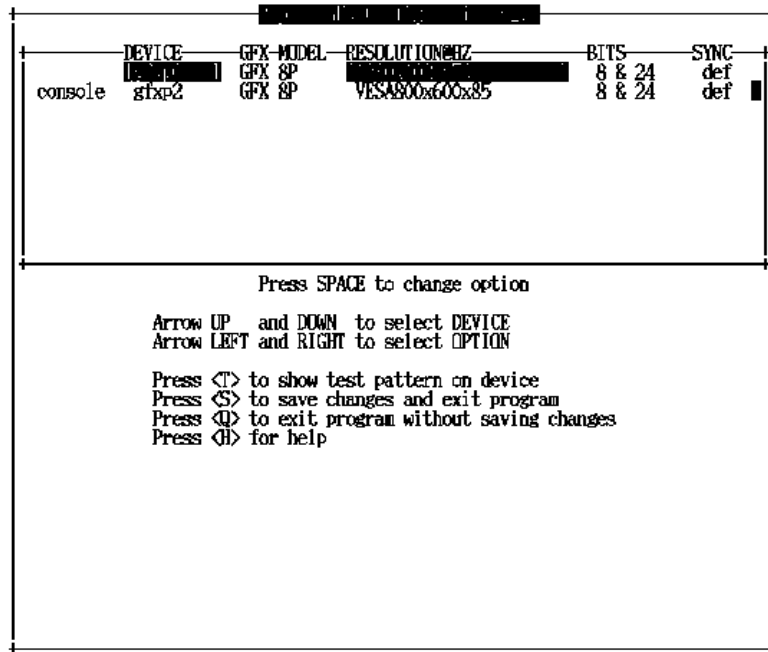 DEVICE GFX-MODEL RESOLUTION@HZ BITS SYNC
GFX 8P 8 & 24 def
console gfxp2 GFX 8P VESA800x600x85 8 & 24 def
Press SPACE to change option
Arrow UP and DOWN to select DEVICE
Arrow LEFT and RIGHT to select OPTION
Press <T> to show test pattern on device
Press <S> to save changes and exit program
Press <Q> to exit program without saving changes
Press <H> for help